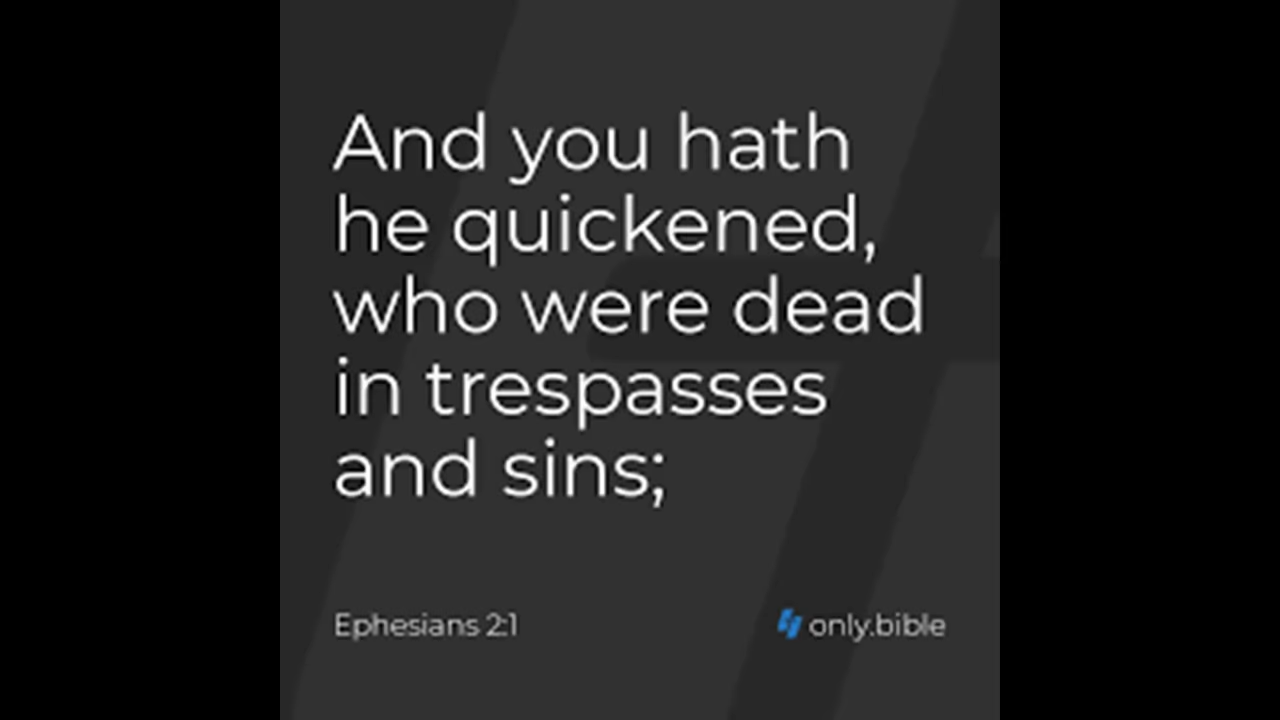 And you hath
he quickened,
who were dead
in trespasses
and sins;
Ephesians 2:1
only.bible